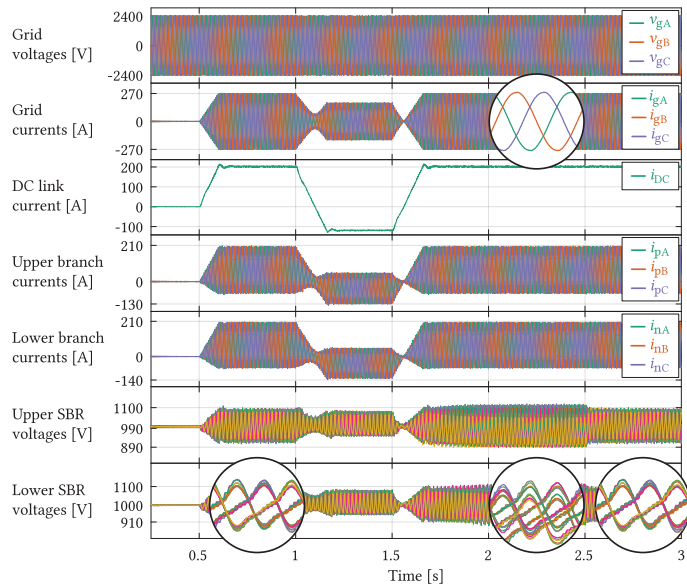 Grid
voltages [V]
2400
0
-2400
vgA
vgB
vgC
Grid
currents [A]
270
0
-270
igA
igB
igC
DC link
current [A]
200
100
0
-100
iDC
Upper branch
currents [A]
210
0
-130
ipA
ipB
ipC
Lower branch
currents [A]
210
0
-140
inA
inB
inC
Upper SBR
voltages [V]
1100
990
890
Lower SBR
voltages [V]
1100
1000
910
0.5 1 1.5 2 2.5 3
Time [s]